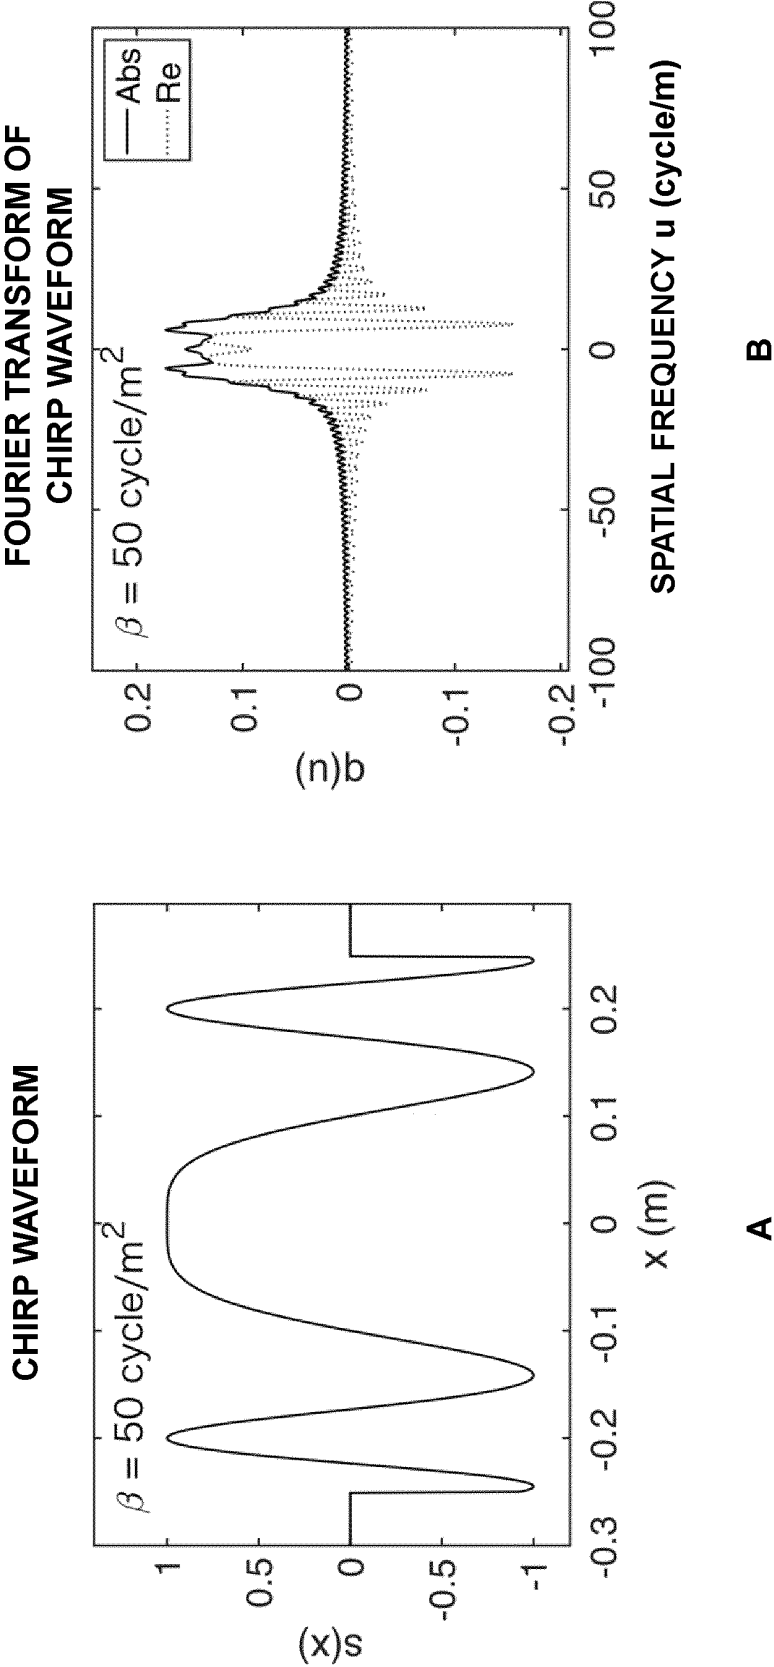 CHIRP WAVEFORM
β = 50 cycle/m²
1
0.5
0
-0.5
-1
s(x)
-0.3 -0.2 -0.1 0 0.1 0.2
x (m)
A
FOURIER TRANSFORM OF
CHIRP WAVEFORM
β = 50 cycle/m²
Abs
Re
0.2
0.1
0
-0.1
-0.2
q(u)
-100 -50 0 50 100
SPATIAL FREQUENCY u (cycle/m)
B